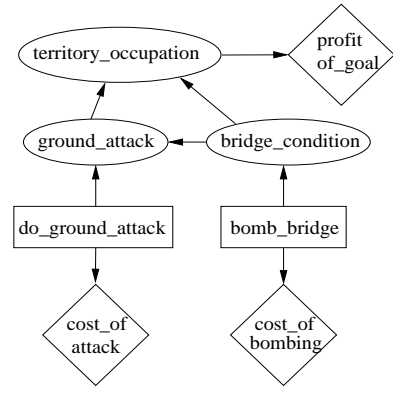 territory_occupation
profit
of_goal
ground_attack
bridge_condition
do_ground_attack
bomb_bridge
cost_of
attack
cost_of
bombing